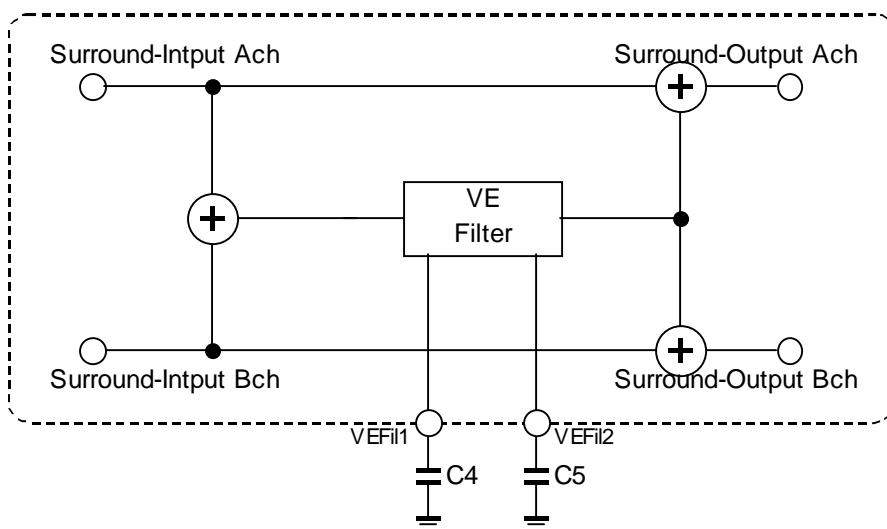 Surround-Intput Ach
Surround-Output Ach
+
+
VE
Filter
+
Surround-Intput Bch
Surround-Output Bch
VEFil1
VEFil2
C4
C5